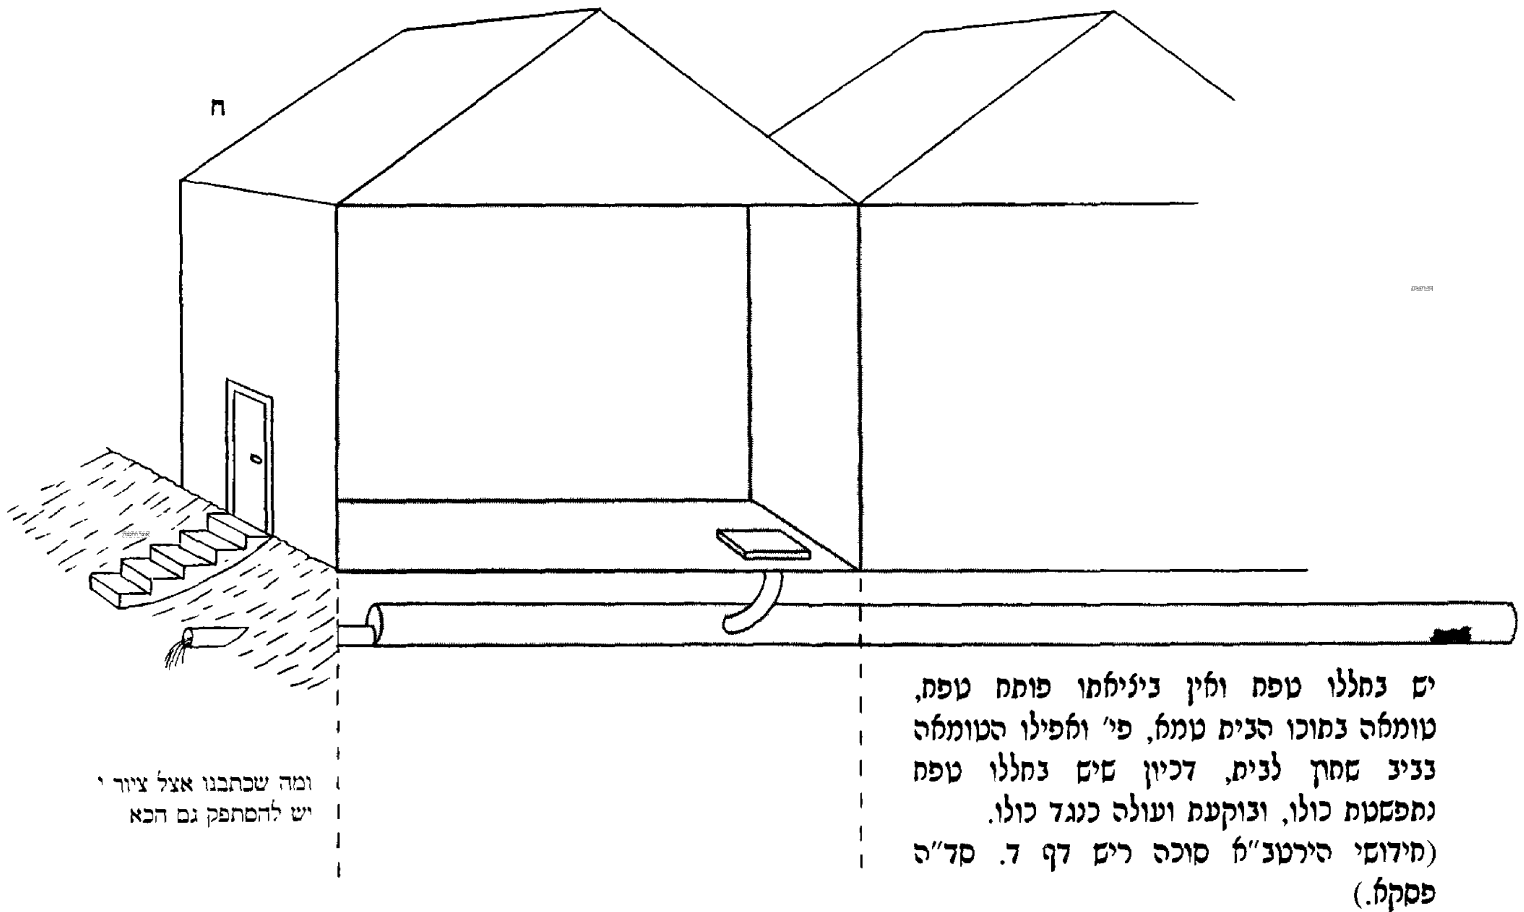 ח
יש בחללו טפח ואין ביציאתו פותח טפח,
טומאה בתוכו הבית טמא, פי' ואפילו הטומאה
בביב שחוץ לבית, דכיון שיש בחללו טפח
נתפשטת כולו, ובוקעת ועולה כנגד כולו.
(חידושי הירטב"א סוכה ריש דף ד. סד"ה
פסקא.)
ומה שכתבנו אצל ציור י
יש להסתפק גם הכא